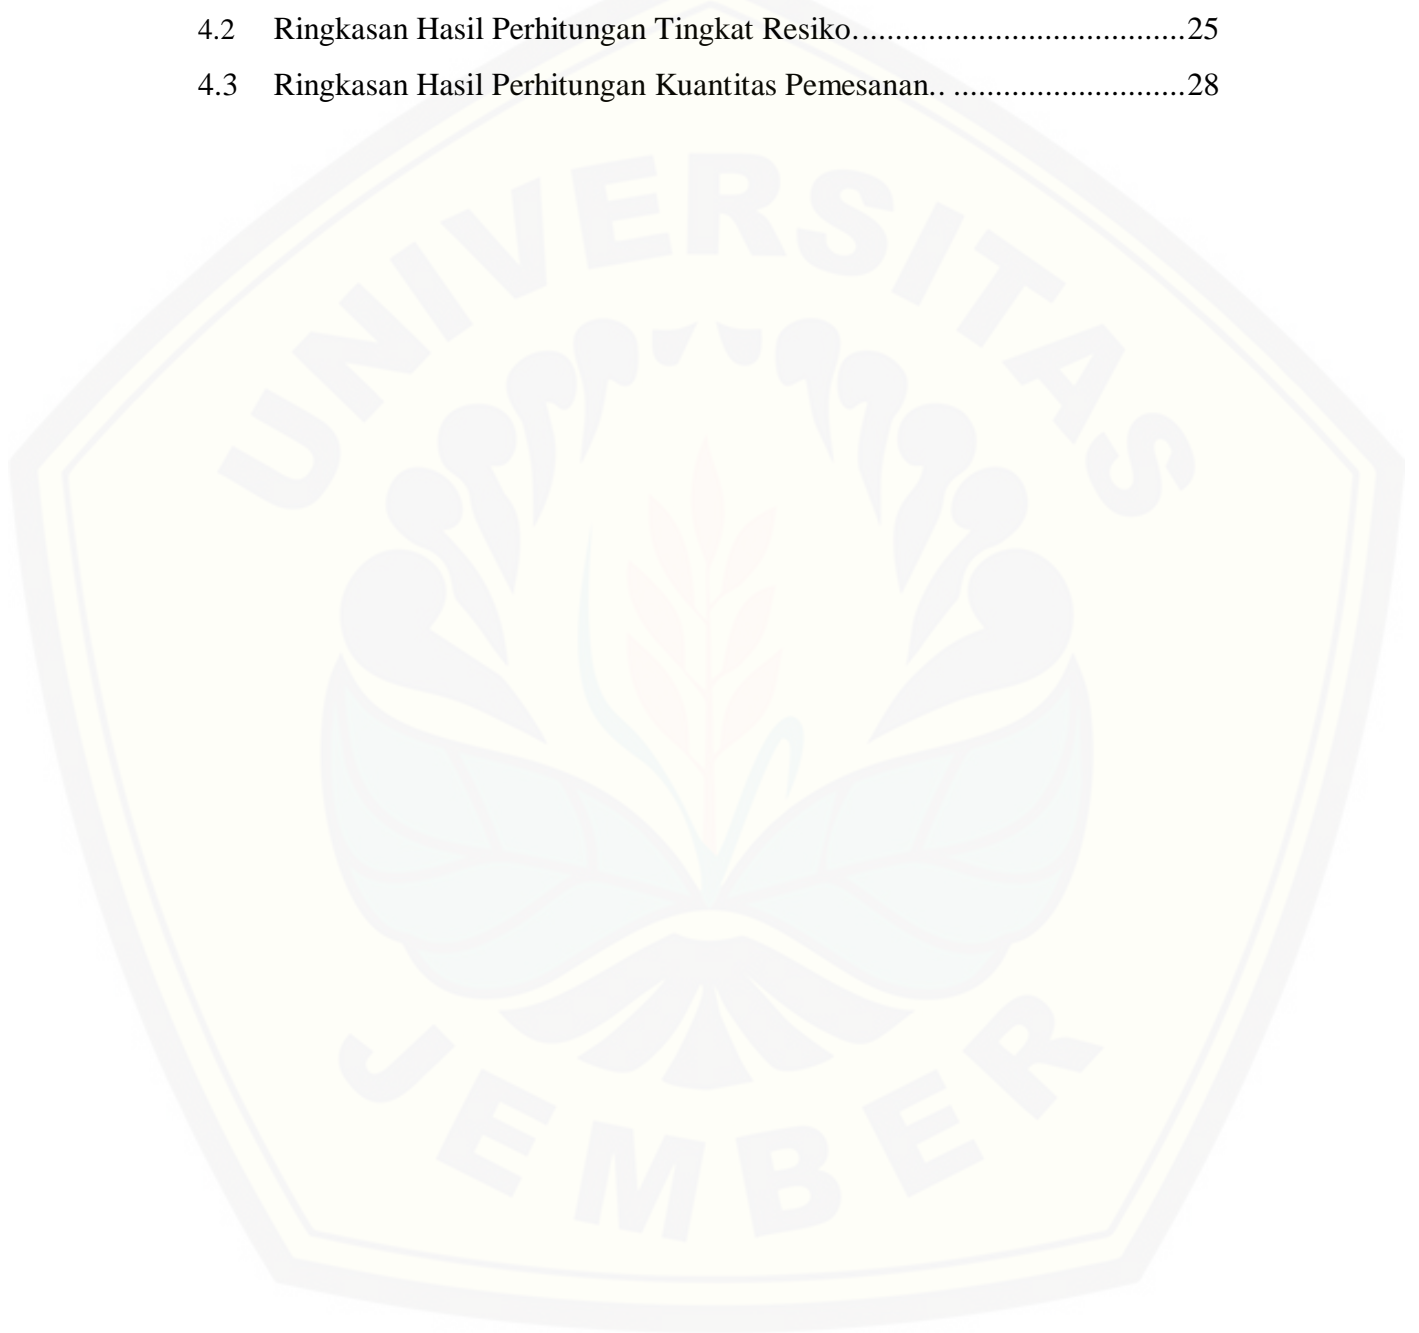 4.2 Ringkasan Hasil Perhitungan Tingkat Resiko.......................................25
4.3 Ringkasan Hasil Perhitungan Kuantitas Pemesanan.. ............................28
UNIVERSITAS
JEMBER